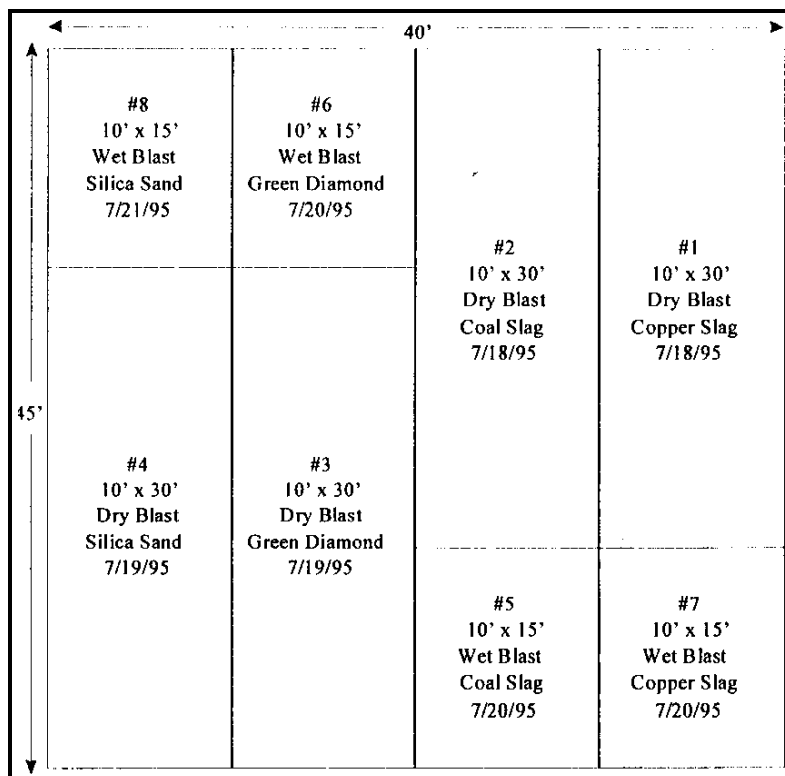 40'
#8
10' x 15'
Wet Blast
Silica Sand
7/21/95
#6
10' x 15'
Wet Blast
Green Diamond
7/20/95
#2
10' x 30'
Dry Blast
Coal Slag
7/18/95
#1
10' x 30'
Dry Blast
Copper Slag
7/18/95
45'
#4
10' x 30'
Dry Blast
Silica Sand
7/19/95
#3
10' x 30'
Dry Blast
Green Diamond
7/19/95
#5
10' x 15'
Wet Blast
Coal Slag
7/20/95
#7
10' x 15'
Wet Blast
Copper Slag
7/20/95